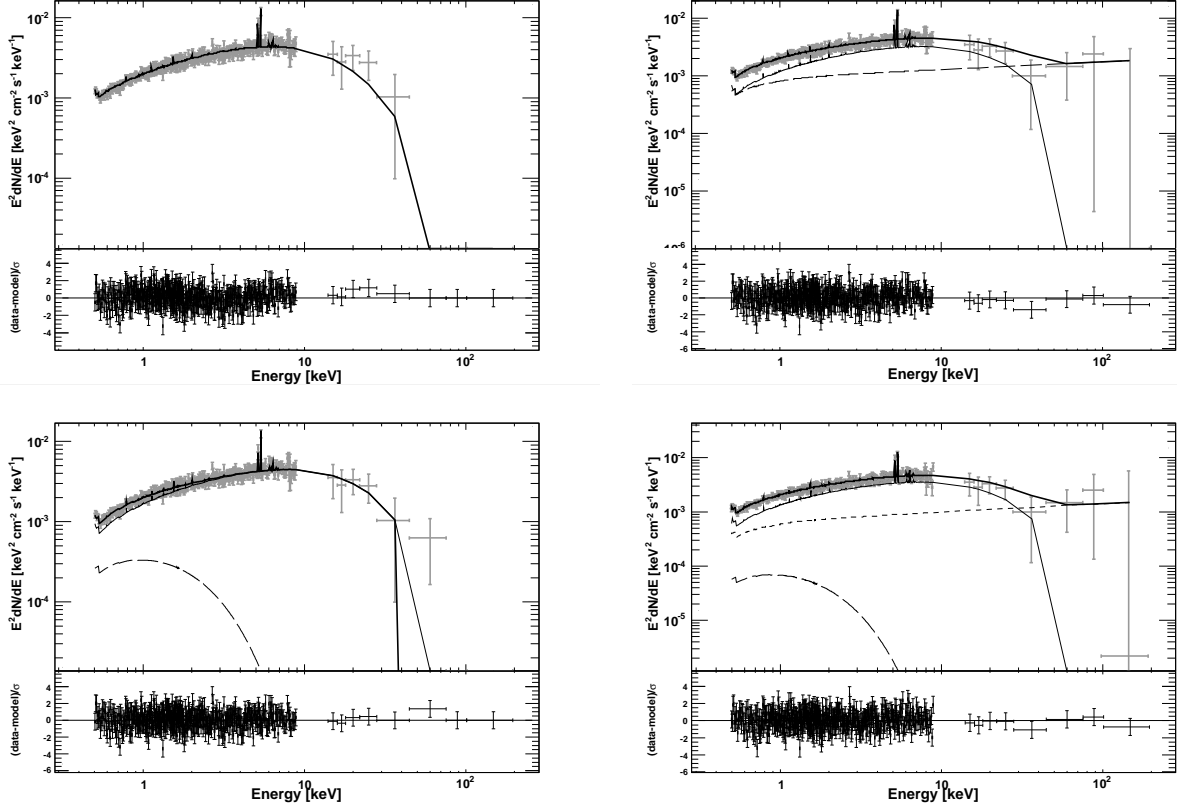 10⁻²
10⁻³
10⁻⁴
E²dN/dE [keV² cm⁻² s⁻¹ keV⁻¹]
4
2
0
-2
-4
(data-model)/σ
1 10 10²
Energy [keV]
10⁻²
10⁻³
10⁻⁴
10⁻⁵
10⁻⁶
E²dN/dE [keV² cm⁻² s⁻¹ keV⁻¹]
4
2
0
-2
-4
-6
(data-model)/σ
1 10 10²
Energy [keV]
10⁻²
10⁻³
10⁻⁴
E²dN/dE [keV² cm⁻² s⁻¹ keV⁻¹]
4
2
0
-2
-4
-6
(data-model)/σ
1 10 10²
Energy [keV]
10⁻²
10⁻³
10⁻⁴
10⁻⁵
E²dN/dE [keV² cm⁻² s⁻¹ keV⁻¹]
4
2
0
-2
-4
-6
(data-model)/σ
1 10 10²
Energy [keV]